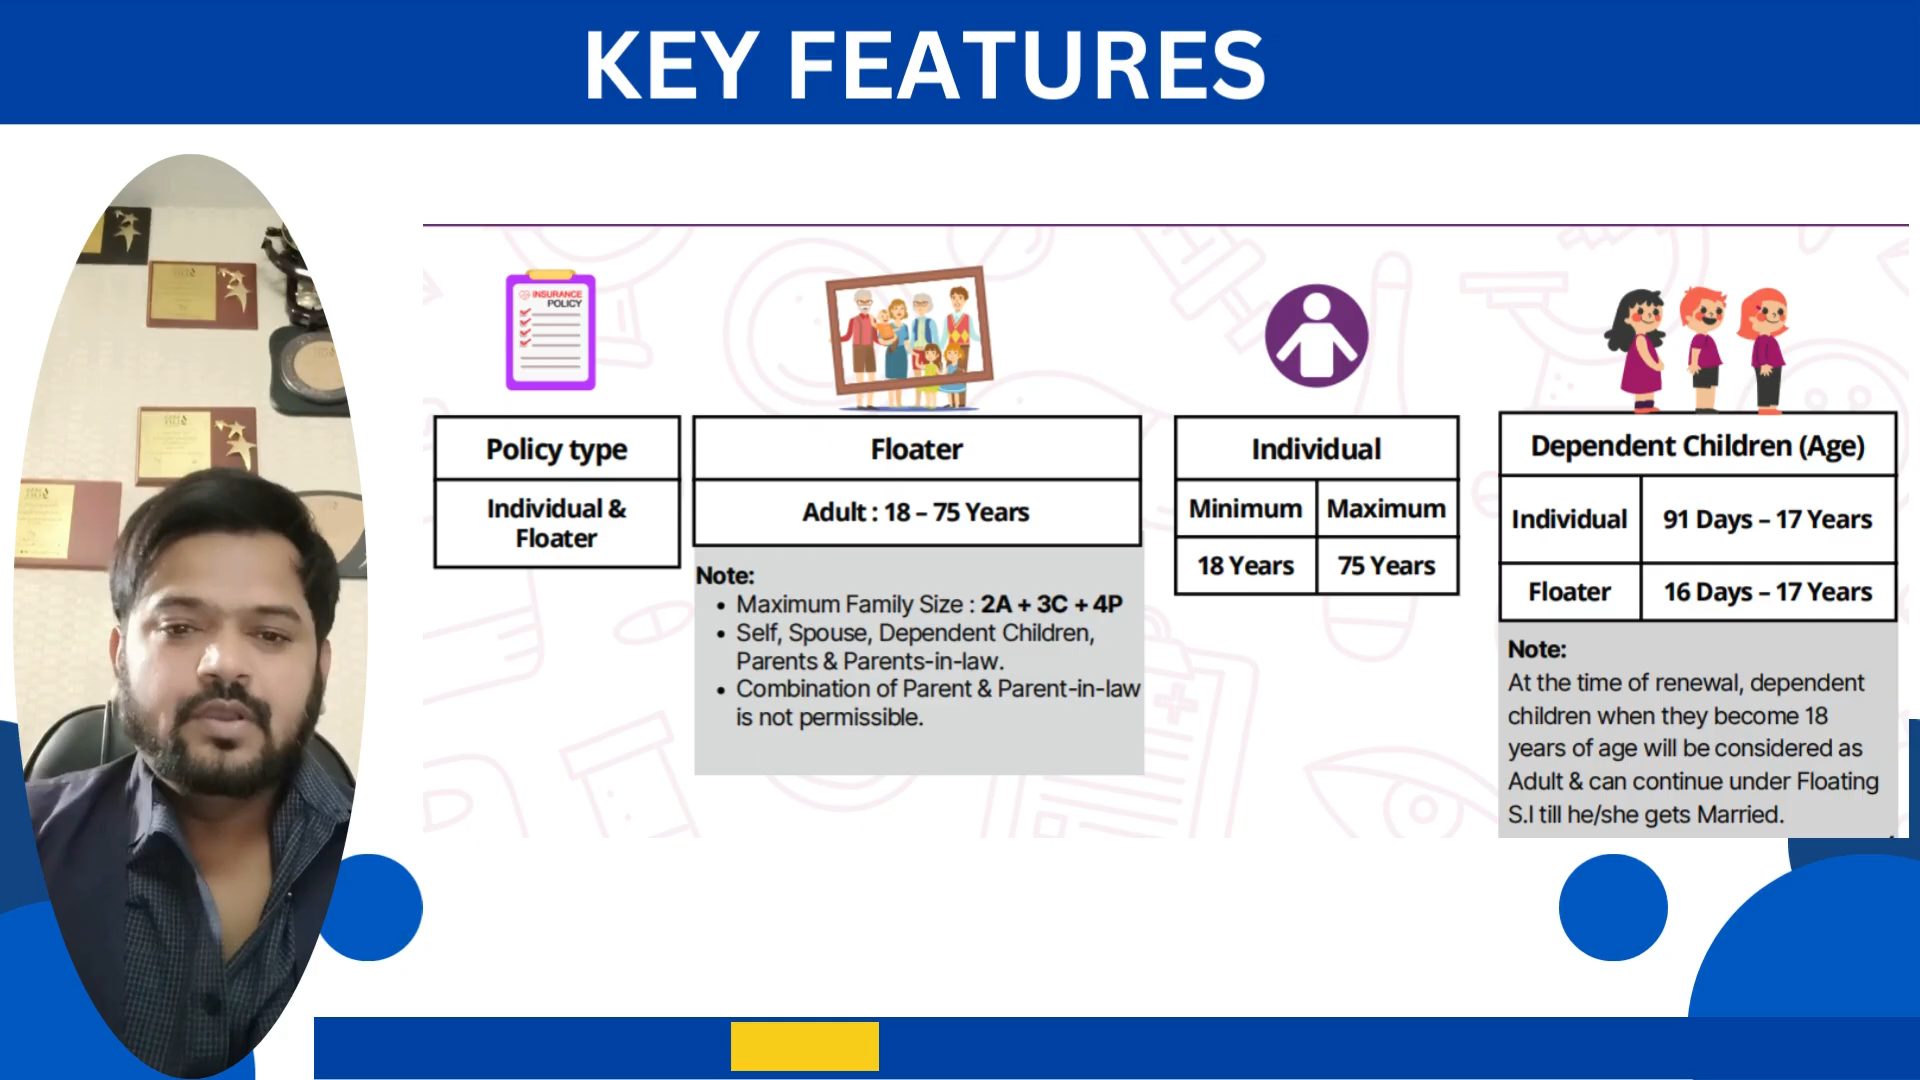 KEY FEATURES
INSURANCE
POLICY
Policy type
Individual &
Floater
Floater
Adult : 18 – 75 Years
Note:
• Maximum Family Size : 2A + 3C + 4P
• Self, Spouse, Dependent Children,
Parents & Parents-in-law.
• Combination of Parent & Parent-in-law
is not permissible.
Individual
Minimum Maximum
18 Years 75 Years
Dependent Children (Age)
Individual 91 Days – 17 Years
Floater 16 Days – 17 Years
Note:
At the time of renewal, dependent
children when they become 18
years of age will be considered as
Adult & can continue under Floating
S.I till he/she gets Married.